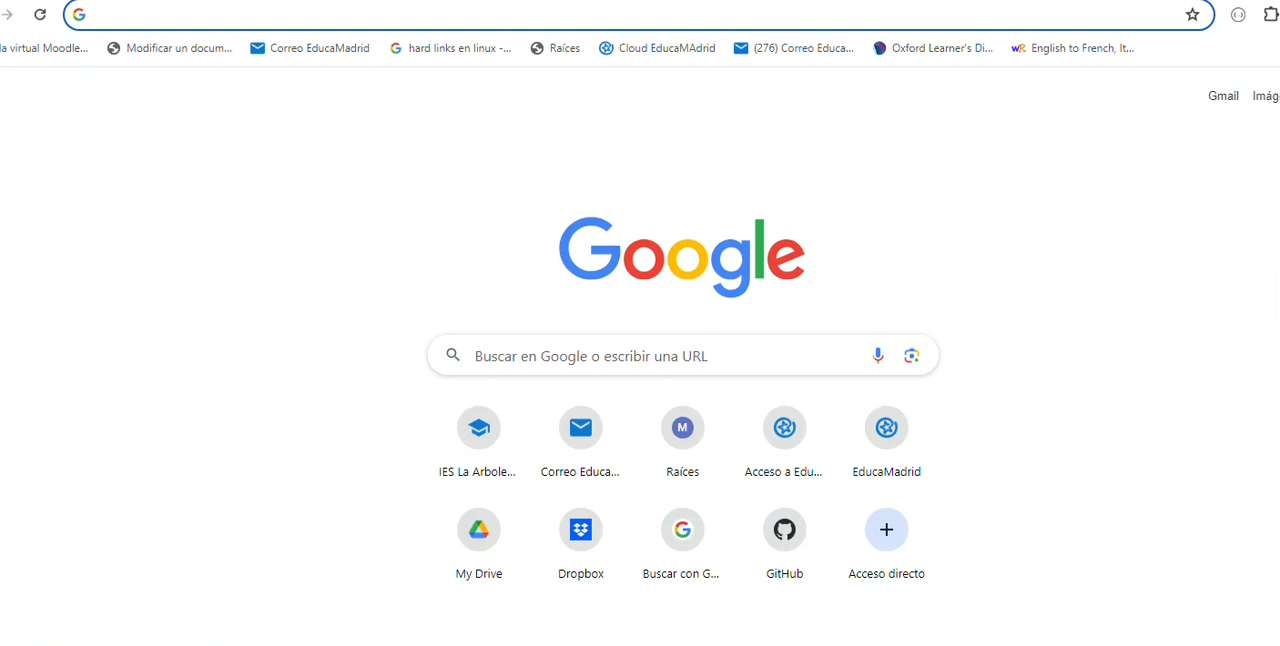 la virtual Moodle... Modificar un docum... Correo EducaMadrid hard links en linux -... Raíces Cloud EducaMAdrid (276) Correo Educa... Oxford Learner's Di... WR English to French, It...
Gmail Imág
Google
Buscar en Google o escribir una URL
M
IES La Arbole... Correo Educa... Raíces Acceso a Edu... EducaMadrid
My Drive Dropbox Buscar con G... GitHub Acceso directo